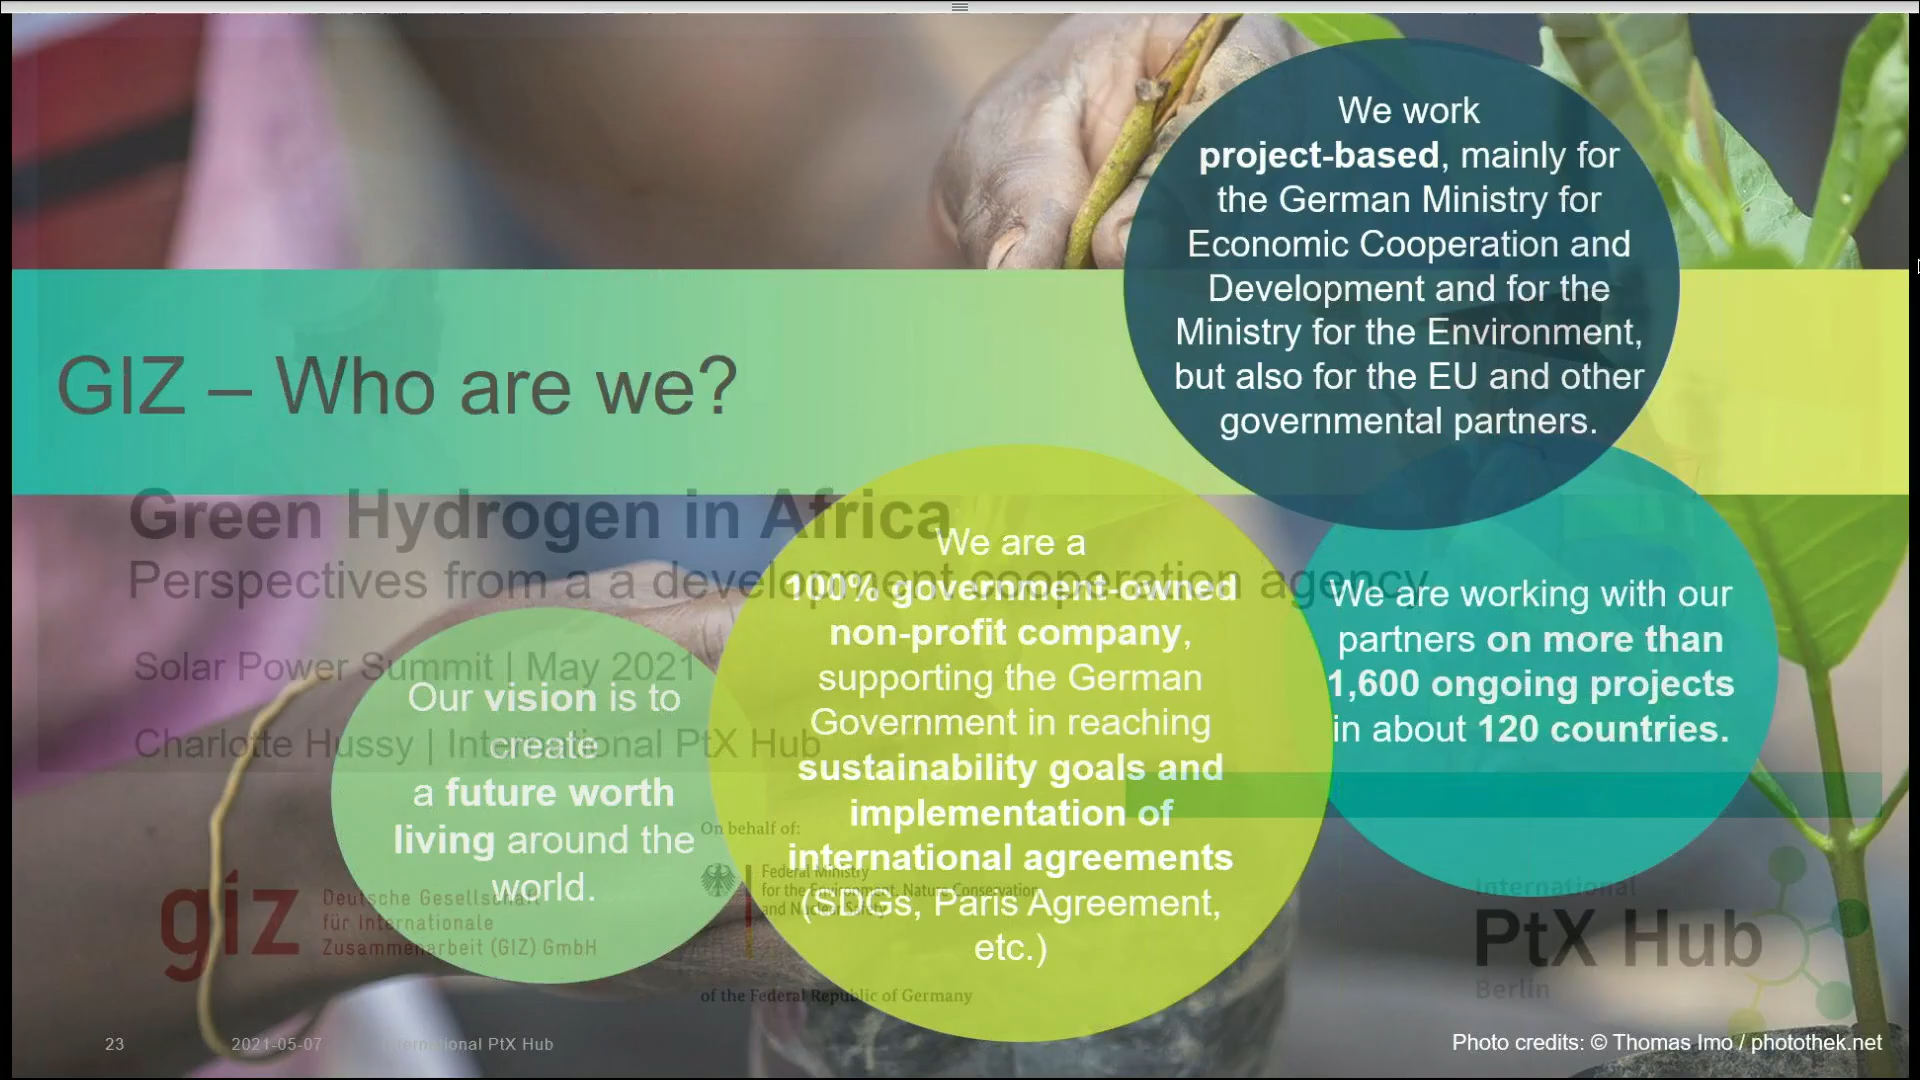 We work
project-based, mainly for
the German Ministry for
Economic Cooperation and
Development and for the
Ministry for the Environment,
but also for the EU and other
governmental partners.
GIZ – Who are we?
Green Hydrogen in Africa
Perspectives from a a development cooperation agency
Solar Power Summit | May 2021
Charlotte Hussy | International PtX Hub
We are a
100% government-owned
non-profit company,
supporting the German
Government in reaching
sustainability goals and
implementation of
international agreements
(SDGs, Paris Agreement,
etc.)
We are working with our
partners on more than
1,600 ongoing projects
in about 120 countries.
Our vision is to
create
a future worth
living around the
world.
giz
Deutsche Gesellschaft
für Internationale
Zusammenarbeit (GIZ) GmbH
On behalf of:
Federal Ministry
for the Environment, Nature Conservation
and Nuclear Safety
of the Federal Republic of Germany
International
PtX Hub
Berlin
23
2021-05-07
International PtX Hub
Photo credits: © Thomas Imo / photothek.net